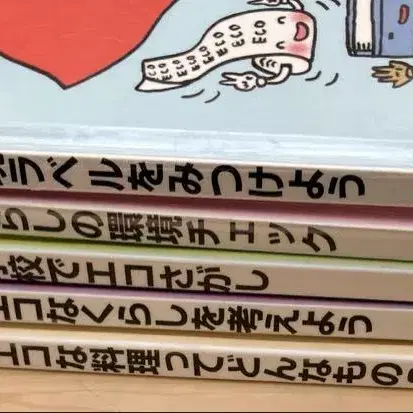 ECO ECO ECO ECO ECO ECO
ラベルをみつけよう
らしの環境チェック
学校でエコさがし
エコなくらしを考えよう
エコな料理ってどんなもの